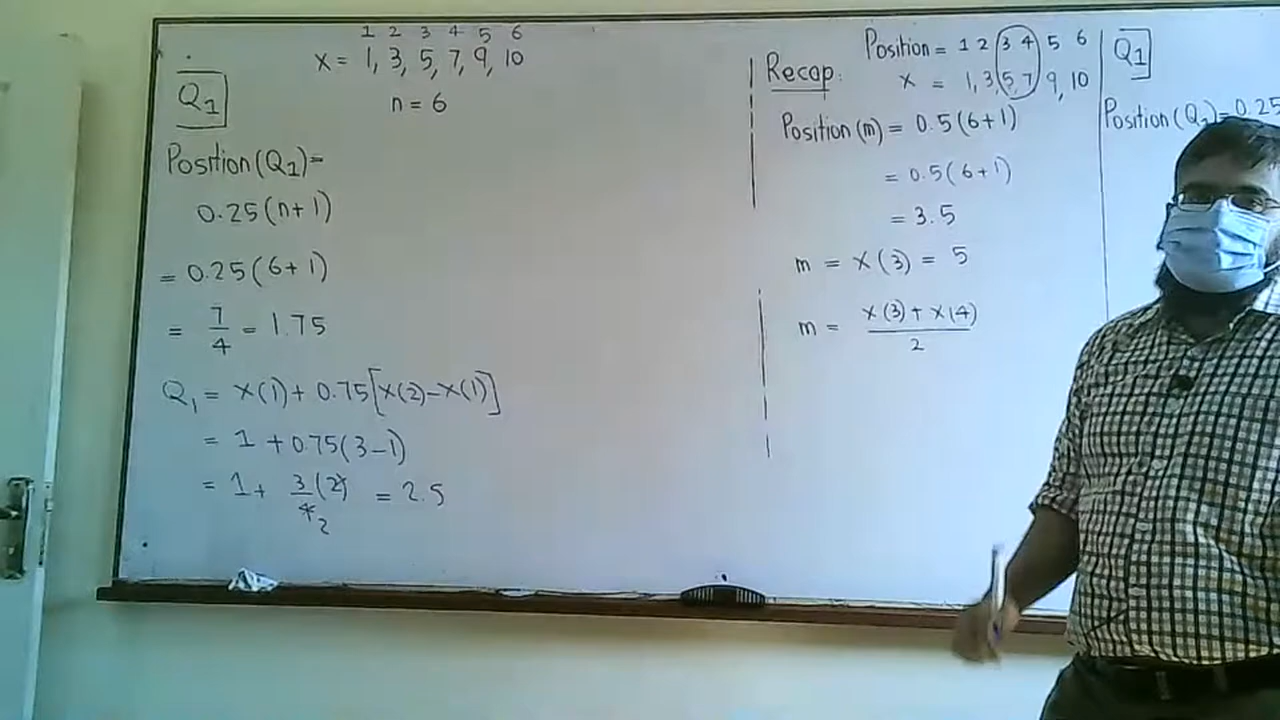 1 2 3 4 5 6
x = 1, 3, 5, 7, 9, 10
n = 6
Q1
Position (Q1) =
0.25 (n+1)
= 0.25 (6+1)
= 7/4 = 1.75
Q1 = x(1) + 0.75[x(2) - x(1)]
= 1 + 0.75(3-1)
= 1 + 3/4 (2) 2 = 2.5
Recap:
Position = 1 2 3 4 5 6
x = 1, 3, 5, 7, 9, 10
Position (m) = 0.5 (6+1)
= 0.5 (6+1)
= 3.5
m = x(3) = 5
m = x(3) + x(4) / 2
Q1
Position (Q1) = 0.25